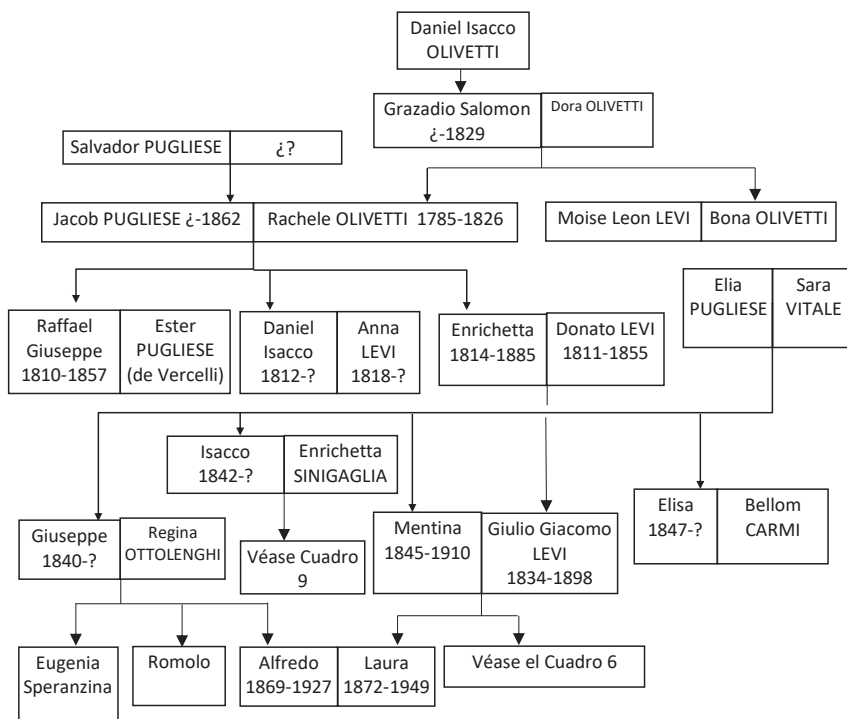 Daniel Isacco
OLIVETTI
Grazadio Salomon
¿-1829
Dora OLIVETTI
Salvador PUGLIESE
¿?
Jacob PUGLIESE ¿-1862
Rachele OLIVETTI 1785-1826
Moise Leon LEVI
Bona OLIVETTI
Elia
PUGLIESE
Sara
VITALE
Raffael
Giuseppe
1810-1857
Ester
PUGLIESE
(de Vercelli)
Daniel
Isacco
1812-?
Anna
LEVI
1818-?
Enrichetta
1814-1885
Donato LEVI
1811-1855
Isacco
1842-?
Enrichetta
SINIGAGLIA
Giuseppe
1840-?
Regina
OTTOLENGHI
Véase Cuadro
9
Mentina
1845-1910
Giulio Giacomo
LEVI
1834-1898
Elisa
1847-?
Bellom
CARMI
Eugenia
Speranzina
Romolo
Alfredo
1869-1927
Laura
1872-1949
Véase el Cuadro 6